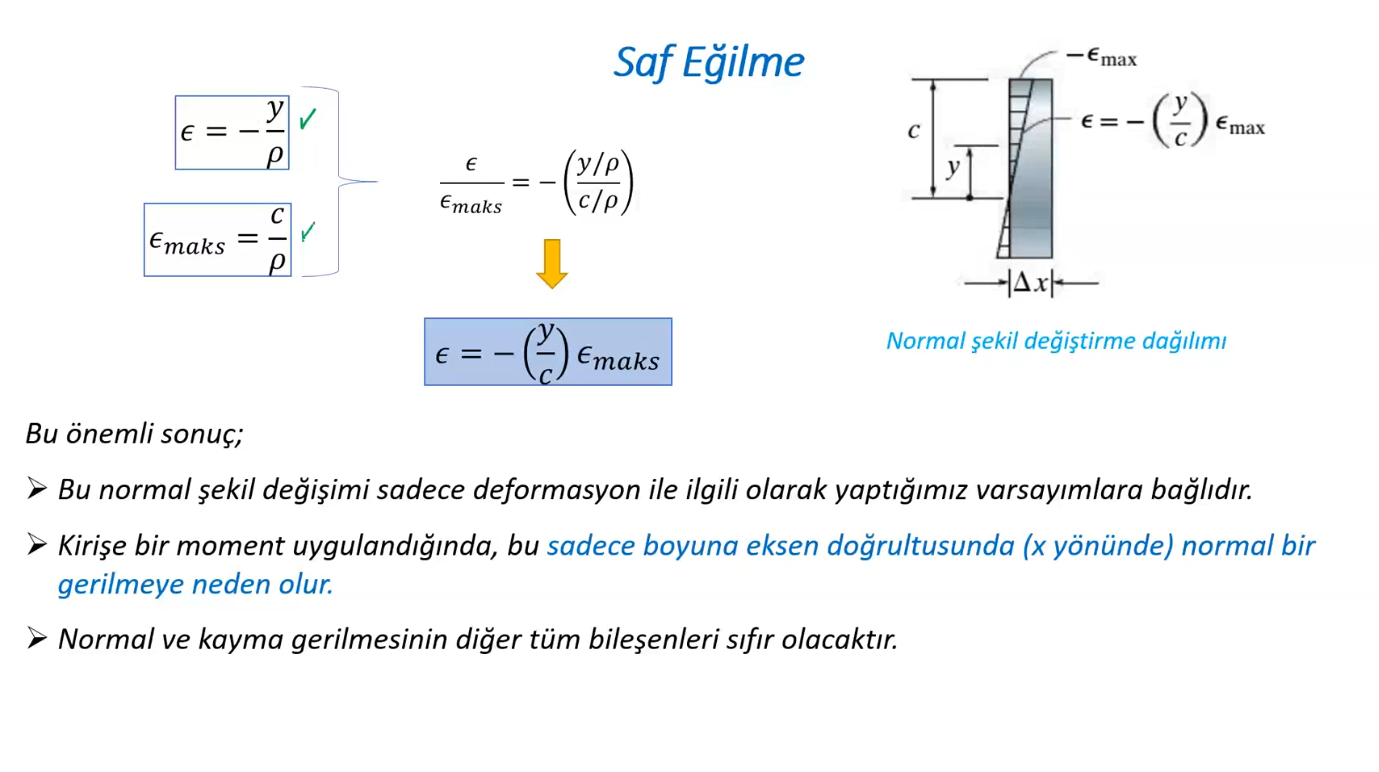 Saf Eğilme
ϵ = − y/ρ ✓
ϵ_maks = c/ρ ✓
ϵ/ϵ_maks = − ( (y/ρ) / (c/ρ) )
ϵ = − (y/c) ϵ_maks
−ϵ_max
c
y
ϵ = − (y/c) ϵ_max
Δx
Normal şekil değiştirme dağılımı
Bu önemli sonuç;
➢ Bu normal şekil değişimi sadece deformasyon ile ilgili olarak yaptığımız varsayımlara bağlıdır.
➢ Kirişe bir moment uygulandığında, bu sadece boyuna eksen doğrultusunda (x yönünde) normal bir
gerilmeye neden olur.
➢ Normal ve kayma gerilmesinin diğer tüm bileşenleri sıfır olacaktır.